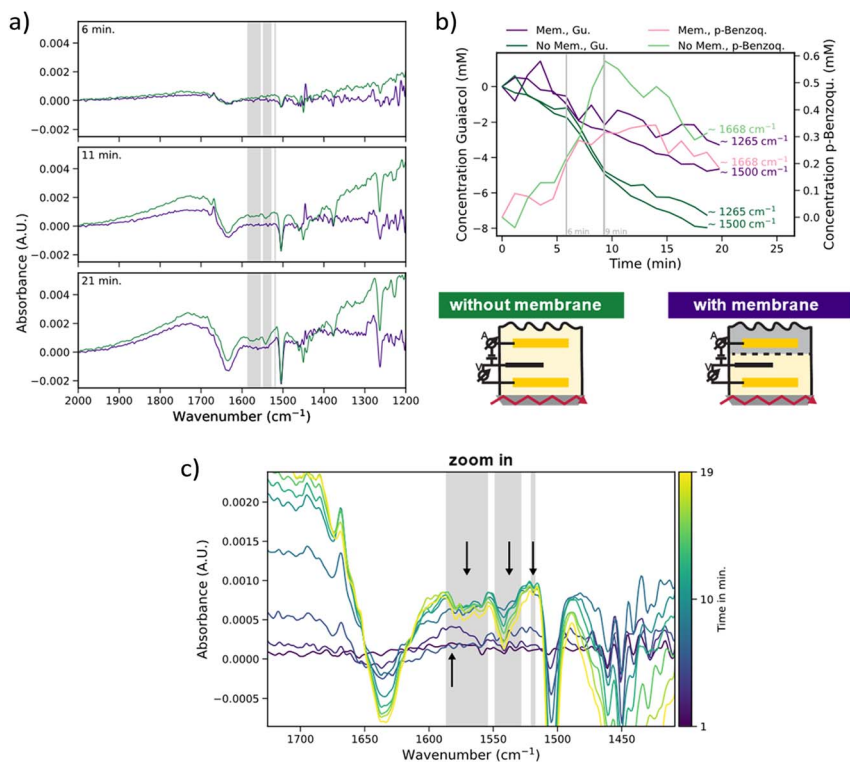 a)
6 min.
0.005
0.004
0.002
0.000
−0.002
11 min.
0.005
0.004
0.002
0.000
−0.002
21 min.
0.005
0.004
0.002
0.000
−0.002
2000 1900 1800 1700 1600 1500 1400 1300 1200
Wavenumber (cm⁻¹)
Absorbance (A.U.)
b)
Mem., Gu.
Mem., p-Benzoq.
No Mem., Gu.
No Mem., p-Benzoq.
0
−2
−4
−6
−8
Concentration Guaiacol (mM)
0.6
0.5
0.4
0.3
0.2
0.1
0.0
Concentration p-Benzoqu. (mM)
~ 1668 cm⁻¹
~ 1265 cm⁻¹
~ 1668 cm⁻¹
~ 1500 cm⁻¹
~ 1265 cm⁻¹
~ 1500 cm⁻¹
6 min
9 min
0 5 10 15 20 25
Time (min)
without membrane
A
V
with membrane
A
V
c)
zoom in
0.0020
0.0015
0.0010
0.0005
0.0000
−0.0005
Absorbance (A.U.)
1700 1650 1600 1550 1500 1450
Wavenumber (cm⁻¹)
19
10
1
Time in min.